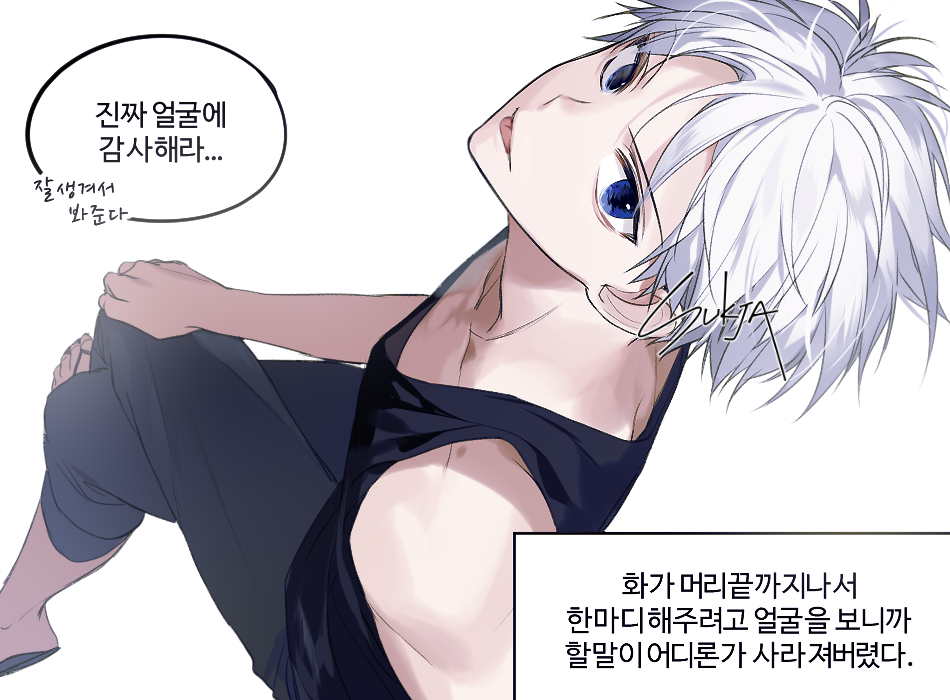 진짜 얼굴에
감사해라...
잘생겨서
봐준다
SUKJA
화가 머리끝까지나서
한마디해주려고 얼굴을 보니까
할말이어디론가 사라져버렸다.